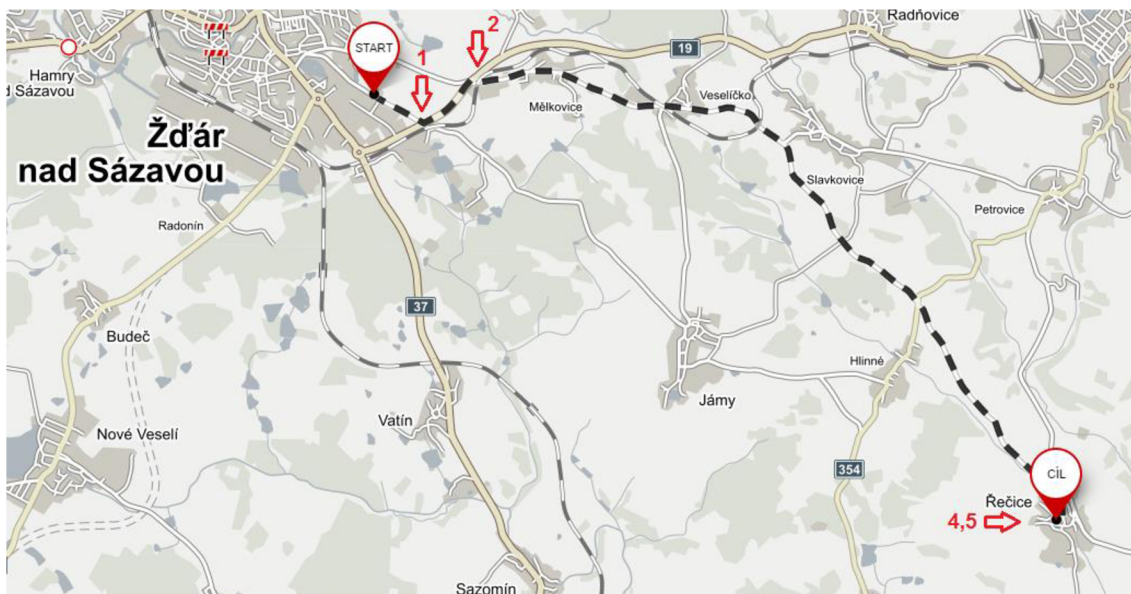 Radňovice
START
2
1
19
Hamry
d Sázavou
Mělkovice
Veselíčko
Žďár
nad Sázavou
Slavkovice
Petrovice
Radonín
37
Budeč
Hlinné
Jámy
Vatín
Nové Veselí
354
CÍL
Řečice
4,5
Sazomín